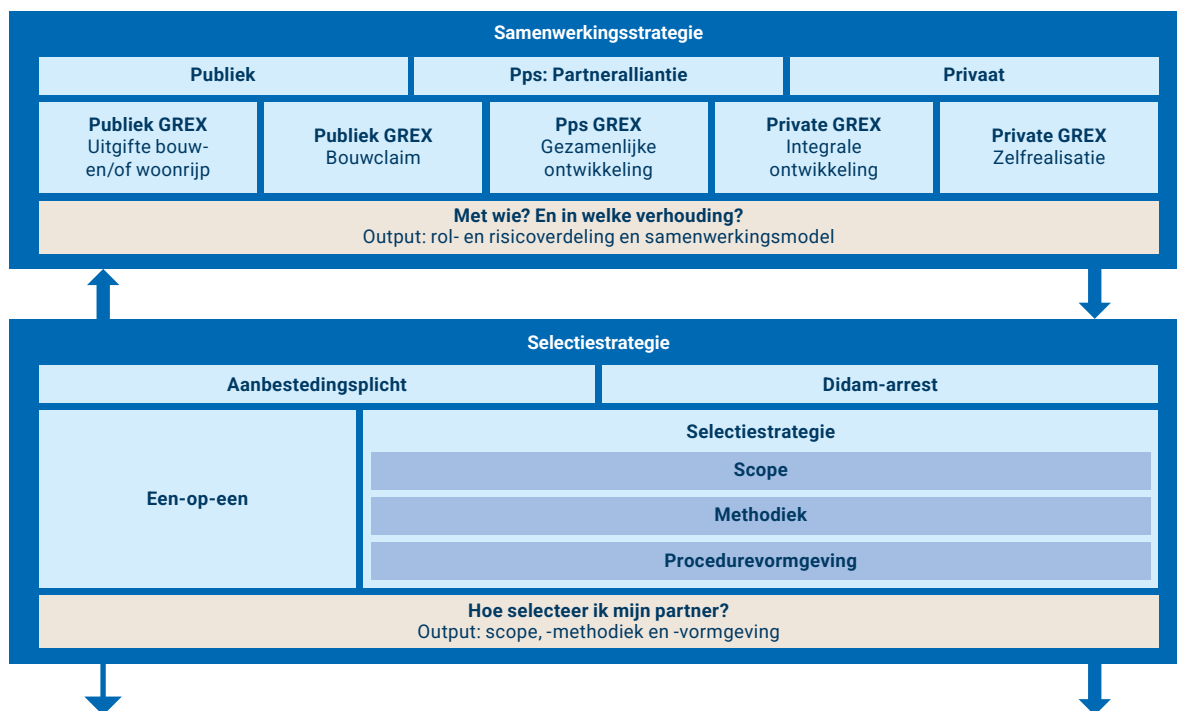 Samenwerkingsstrategie
Publiek
Pps: Partneralliantie
Privaat
Publiek GREX
Uitgifte bouw-
en/of woonrijp
Publiek GREX
Bouwclaim
Pps GREX
Gezamenlijke
ontwikkeling
Private GREX
Integrale
ontwikkeling
Private GREX
Zelfrealisatie
Met wie? En in welke verhouding?
Output: rol- en risicoverdeling en samenwerkingsmodel
Selectiestrategie
Aanbestedingsplicht
Didam-arrest
Een-op-een
Selectiestrategie
Scope
Methodiek
Procedurevormgeving
Hoe selecteer ik mijn partner?
Output: scope, -methodiek en -vormgeving